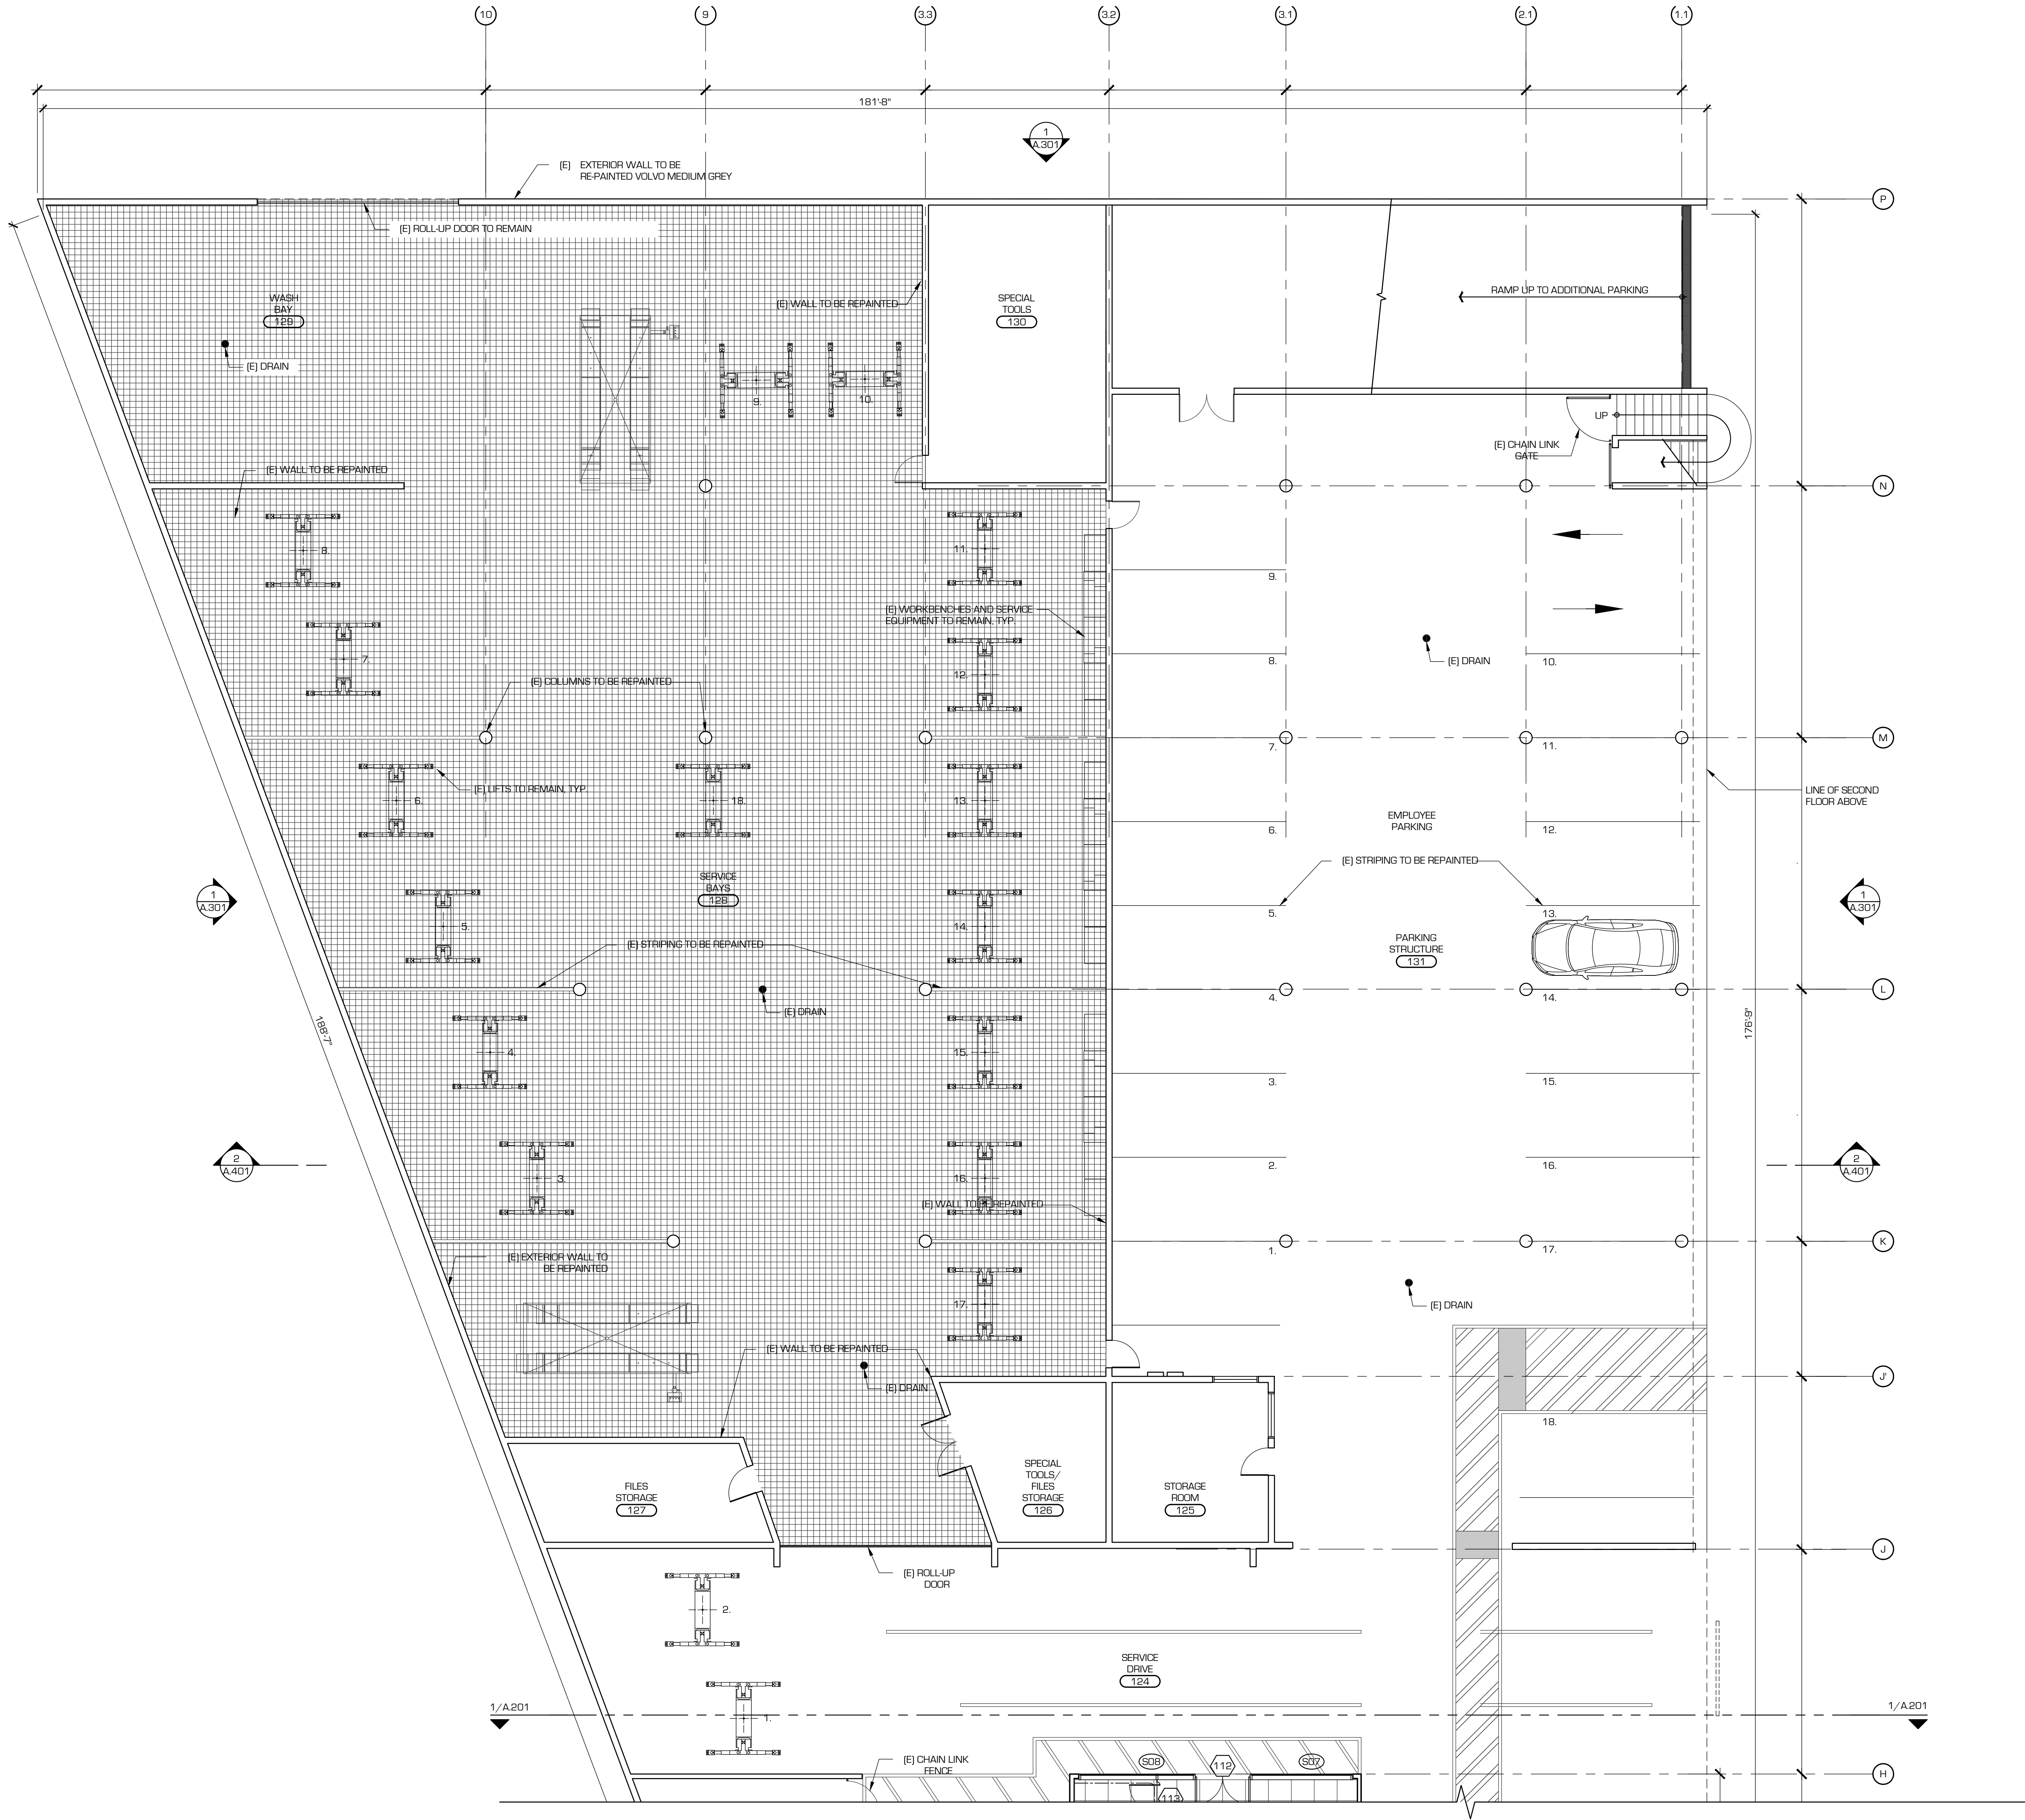 10
9
3.3
3.2
3.1
2.1
1.1
181'-8"
1
A.301
(E) EXTERIOR WALL TO BE
RE-PAINTED VOLVO MEDIUM GREY
P
(E) ROLL-UP DOOR TO REMAIN
WASH
BAY
129
(E) WALL TO BE REPAINTED
SPECIAL
TOOLS
130
RAMP UP TO ADDITIONAL PARKING
(E) DRAIN
9.
10.
UP
(E) CHAIN LINK
GATE
(E) WALL TO BE REPAINTED
N
8.
11.
9.
(E) WORKBENCHES AND SERVICE
EQUIPMENT TO REMAIN, TYP.
7.
12.
8.
(E) DRAIN
10.
(E) COLUMNS TO BE REPAINTED
M
7.
11.
(E) LIFTS TO REMAIN, TYP.
6.
18.
13.
LINE OF SECOND
FLOOR ABOVE
EMPLOYEE
PARKING
6.
12.
(E) STRIPING TO BE REPAINTED
SERVICE
BAYS
128
1
A.301
1
A.301
5.
14.
5.
13.
(E) STRIPING TO BE REPAINTED
PARKING
STRUCTURE
131
L
4.
14.
(E) DRAIN
188'-7"
176'-9"
4.
15.
3.
15.
2
A.401
2
A.401
3.
16.
2.
16.
(E) WALL TO BE REPAINTED
K
1.
17.
(E) EXTERIOR WALL TO
BE REPAINTED
17.
(E) DRAIN
(E) WALL TO BE REPAINTED
J'
(E) DRAIN
18.
FILES
STORAGE
127
SPECIAL
TOOLS/
FILES
STORAGE
126
STORAGE
ROOM
125
J
(E) ROLL-UP
DOOR
2.
SERVICE
DRIVE
124
1/A.201
1/A.201
1.
(E) CHAIN LINK
FENCE
S08
112
S07
H
113